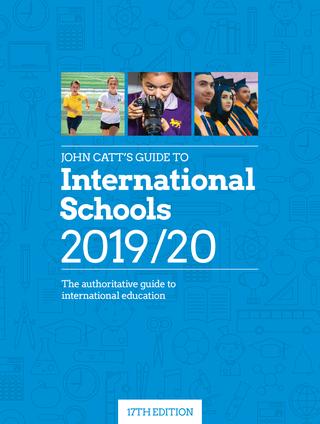 JOHN CATT'S GUIDE TO
International
Schools
2019/20
The authoritative guide to
international education
17TH EDITION